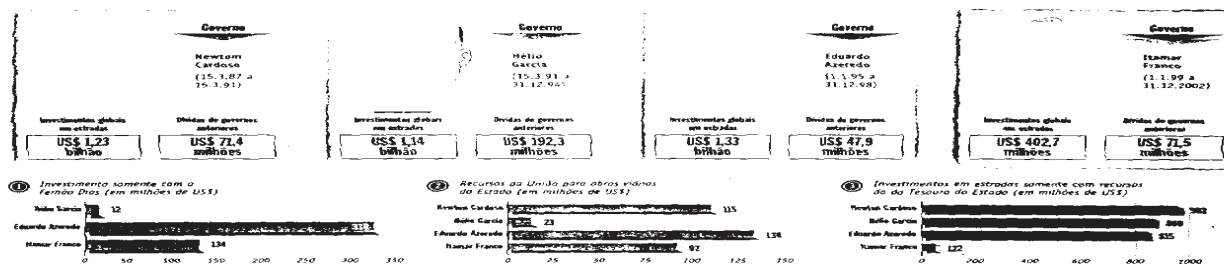 Governo
Newton
Cardoso
(15.3.87 a
15.3.91)
Investimentos globais
em estradas
US$ 1,23
bilhão
Dívidas de governos
anteriores
US$ 71,4
milhões
Governo
Hélio
Garcia
(15.3.91 a
31.12.94)
Investimentos globais
em estradas
US$ 1,14
bilhão
Dívidas de governos
anteriores
US$ 192,3
milhões
Governo
Eduardo
Azeredo
(1.1.95 a
31.12.98)
Investimentos globais
em estradas
US$ 1,33
bilhão
Dívidas de governos
anteriores
US$ 47,9
milhões
Governo
Itamar
Franco
(1.1.99 a
31.12.2002)
Investimentos globais
em estradas
US$ 402,7
milhões
Dívidas de governos
anteriores
US$ 71,5
milhões
1 Investimento somente com a
Fernão Dias (em milhões de US$)
Hélio Garcia 12
Eduardo Azeredo
Itamar Franco 134
0 50 100 150 200 250 300 350
2 Recursos da União para obras viárias
do Estado (em milhões de US$)
Newton Cardoso 115
Hélio Garcia 23
Eduardo Azeredo 138
Itamar Franco 92
0 25 50 75 100 125 150
3 Investimentos em estradas somente com recursos
do do Tesouro do Estado (em milhões de US$)
Newton Cardoso 982
Hélio Garcia
Eduardo Azeredo
Itamar Franco 122
0 200 400 600 800 1000